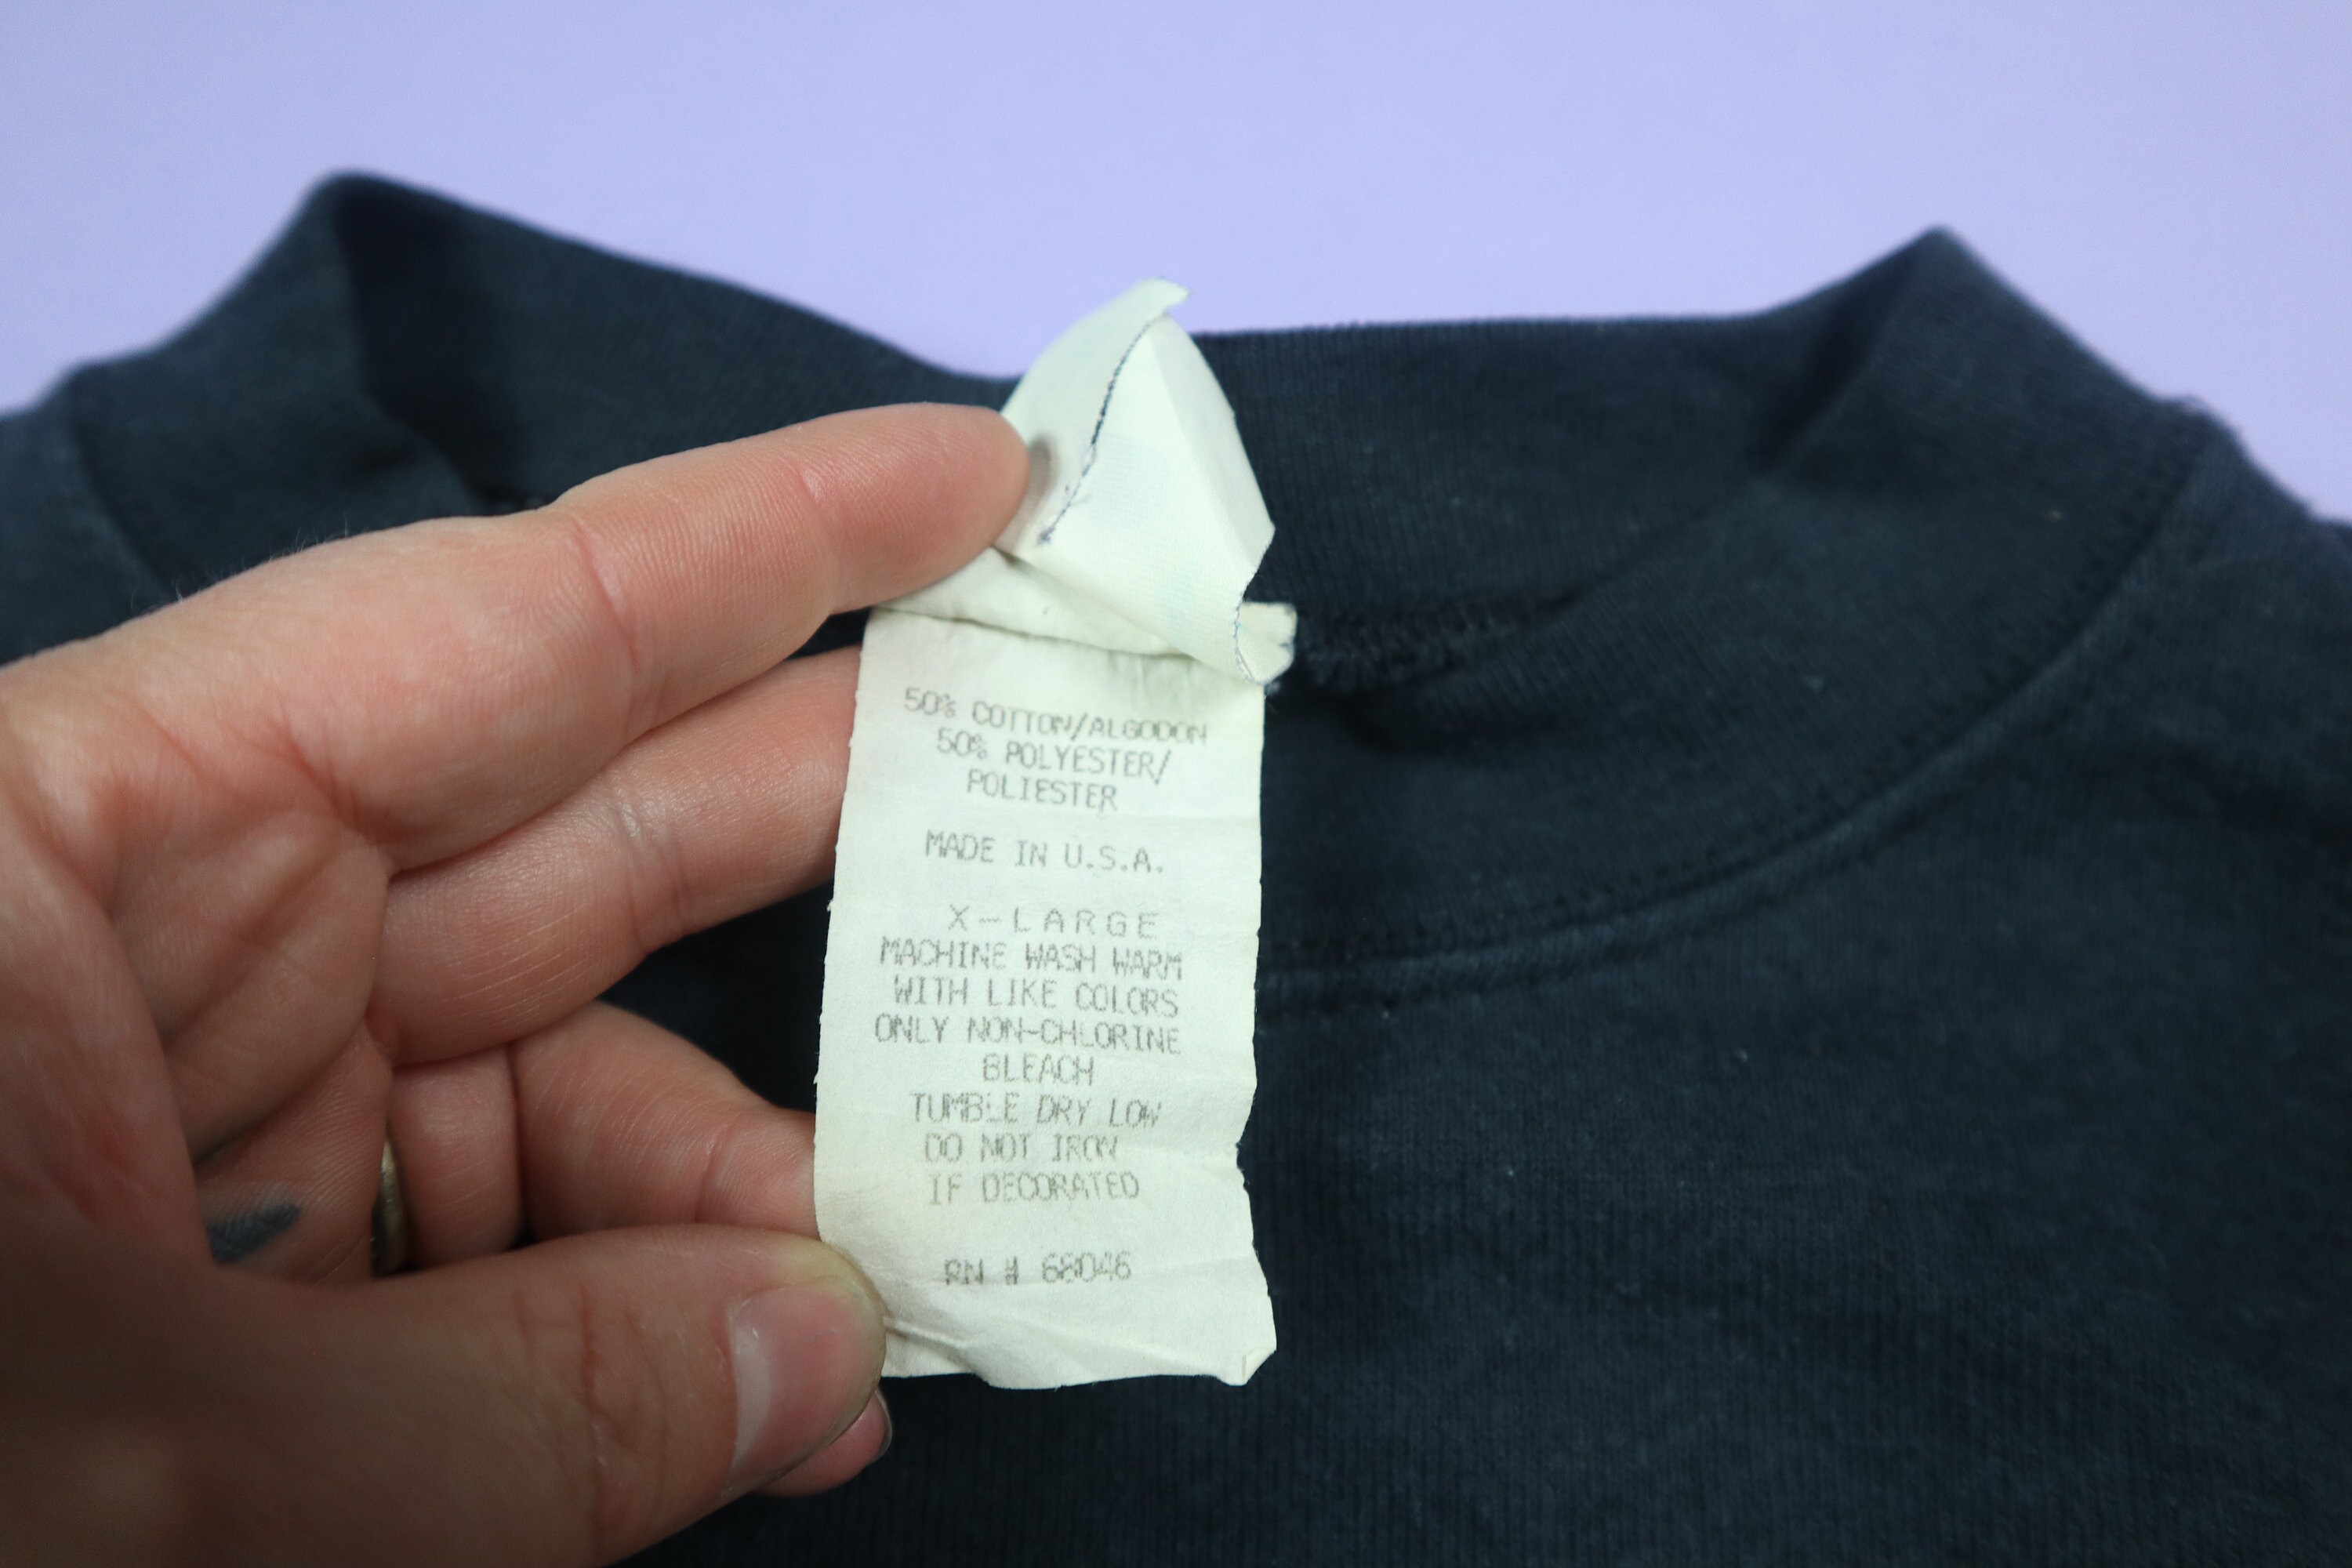 50% COTTON/ALGODON
50% POLYESTER/
POLIESTER
MADE IN U.S.A.
X-LARGE
MACHINE WASH WARM
WITH LIKE COLORS
ONLY NON-CHLORINE
BLEACH
TUMBLE DRY LOW
DO NOT IRON
IF DECORATED
RN # 68046